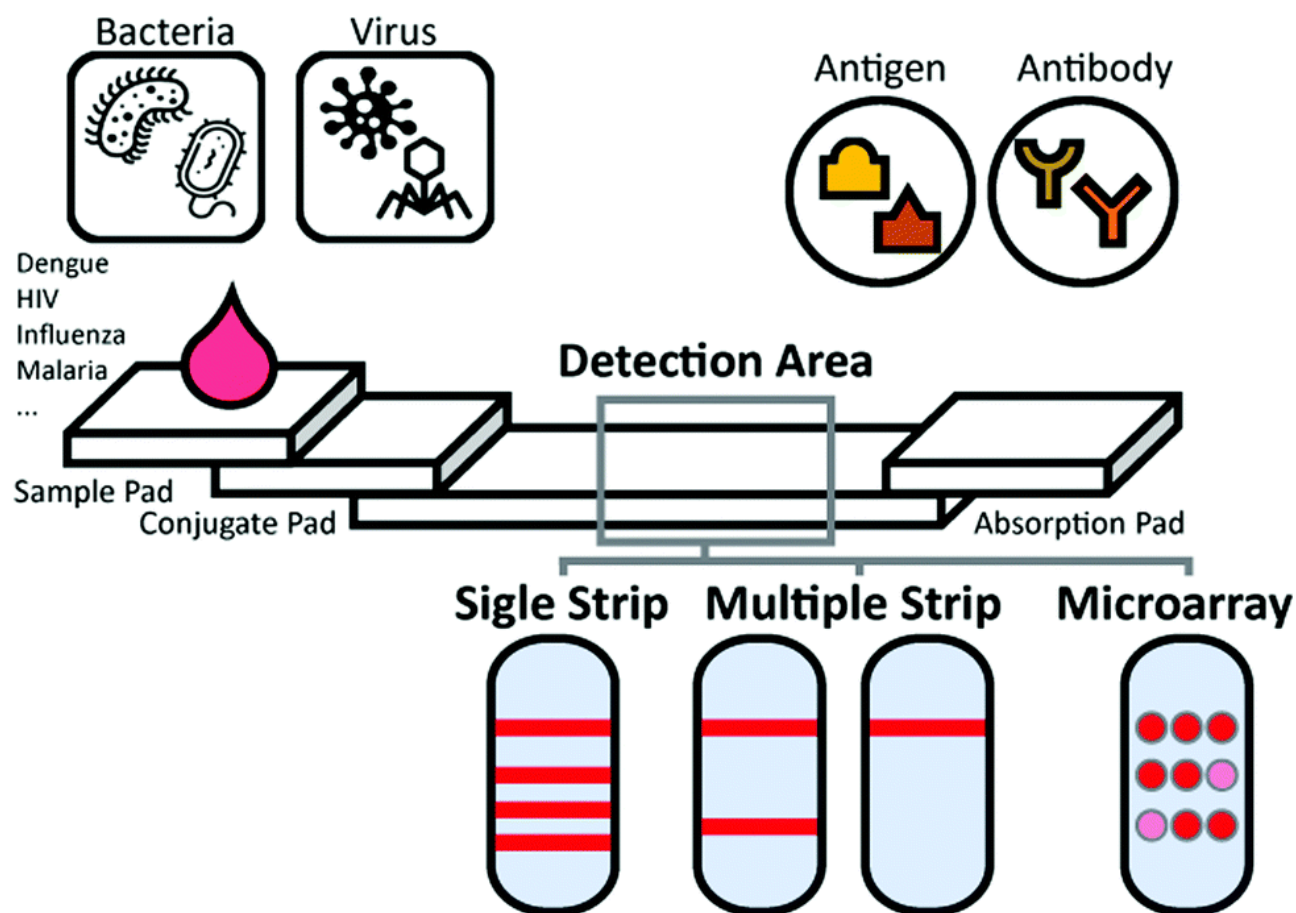 Bacteria
Virus
Antigen
Antibody
Dengue
HIV
Influenza
Malaria
...
Detection Area
Sample Pad
Conjugate Pad
Absorption Pad
Sigle Strip
Multiple Strip
Microarray